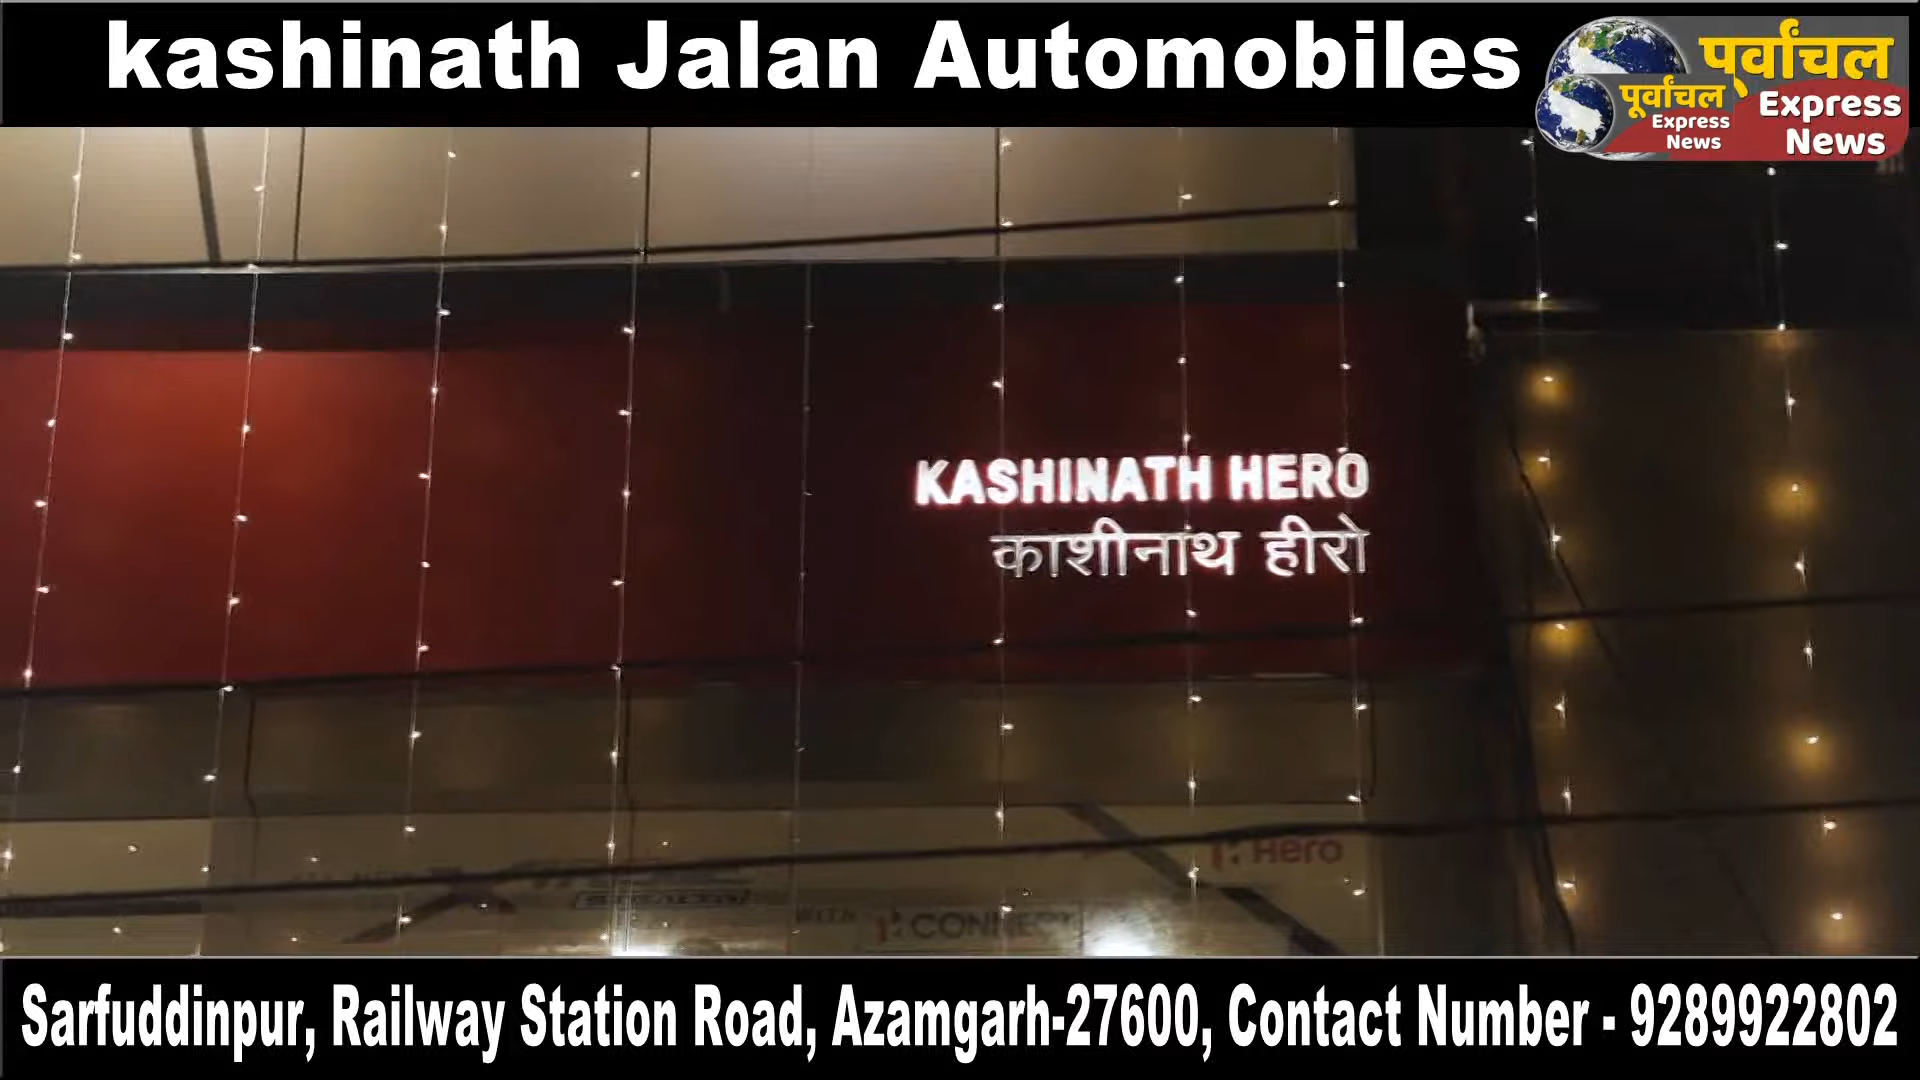 kashinath Jalan Automobiles
पूर्वांचल
Express
News
पूर्वांचल
Express
News
KASHINATH HERO
काशीनाथ हीरो
Hero
WITH
CONNECT
Sarfuddinpur, Railway Station Road, Azamgarh-27600, Contact Number - 9289922802